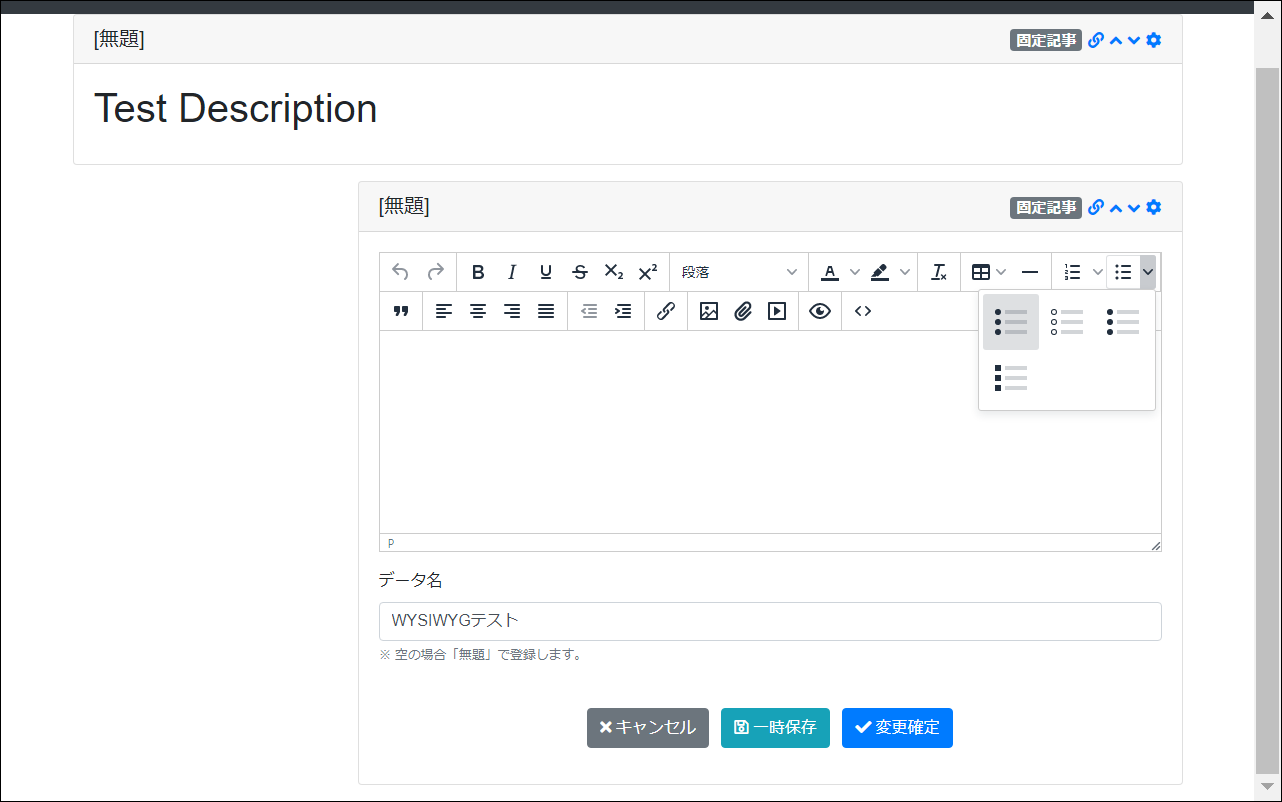 [無題]
固定記事
Test Description
[無題]
固定記事
B I U S X₂ X² 段落 A
P
データ名
WYSIWYGテスト
※ 空の場合「無題」で登録します。
キャンセル 一時保存 変更確定